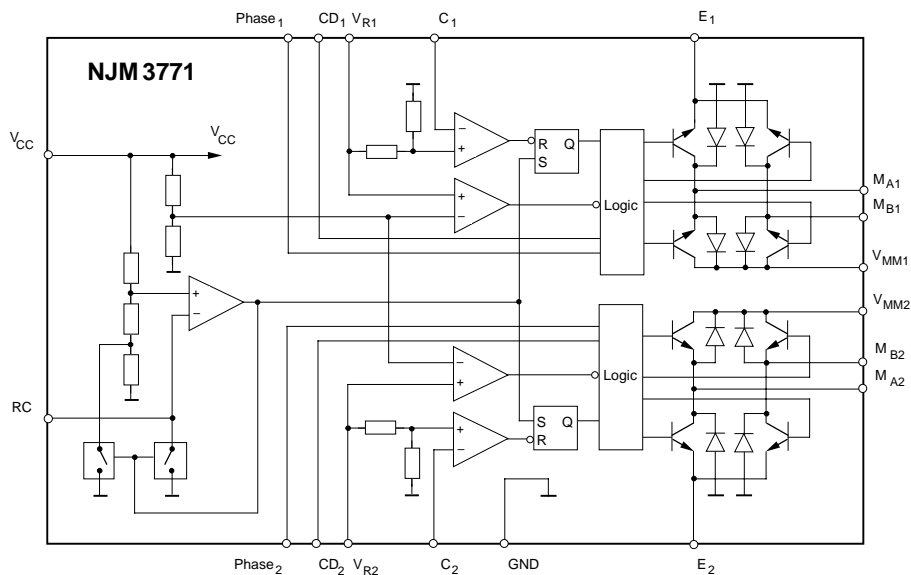 Phase1 CD1 VR1 C1 E1
NJM 3771
VCC
VCC
− +
R Q
S
+ −
Logic
MA1
MB1
VMM1
+ −
VMM2
− +
Logic
MB2
MA2
RC
+ −
S Q
R
Phase2 CD2 VR2 C2 GND E2